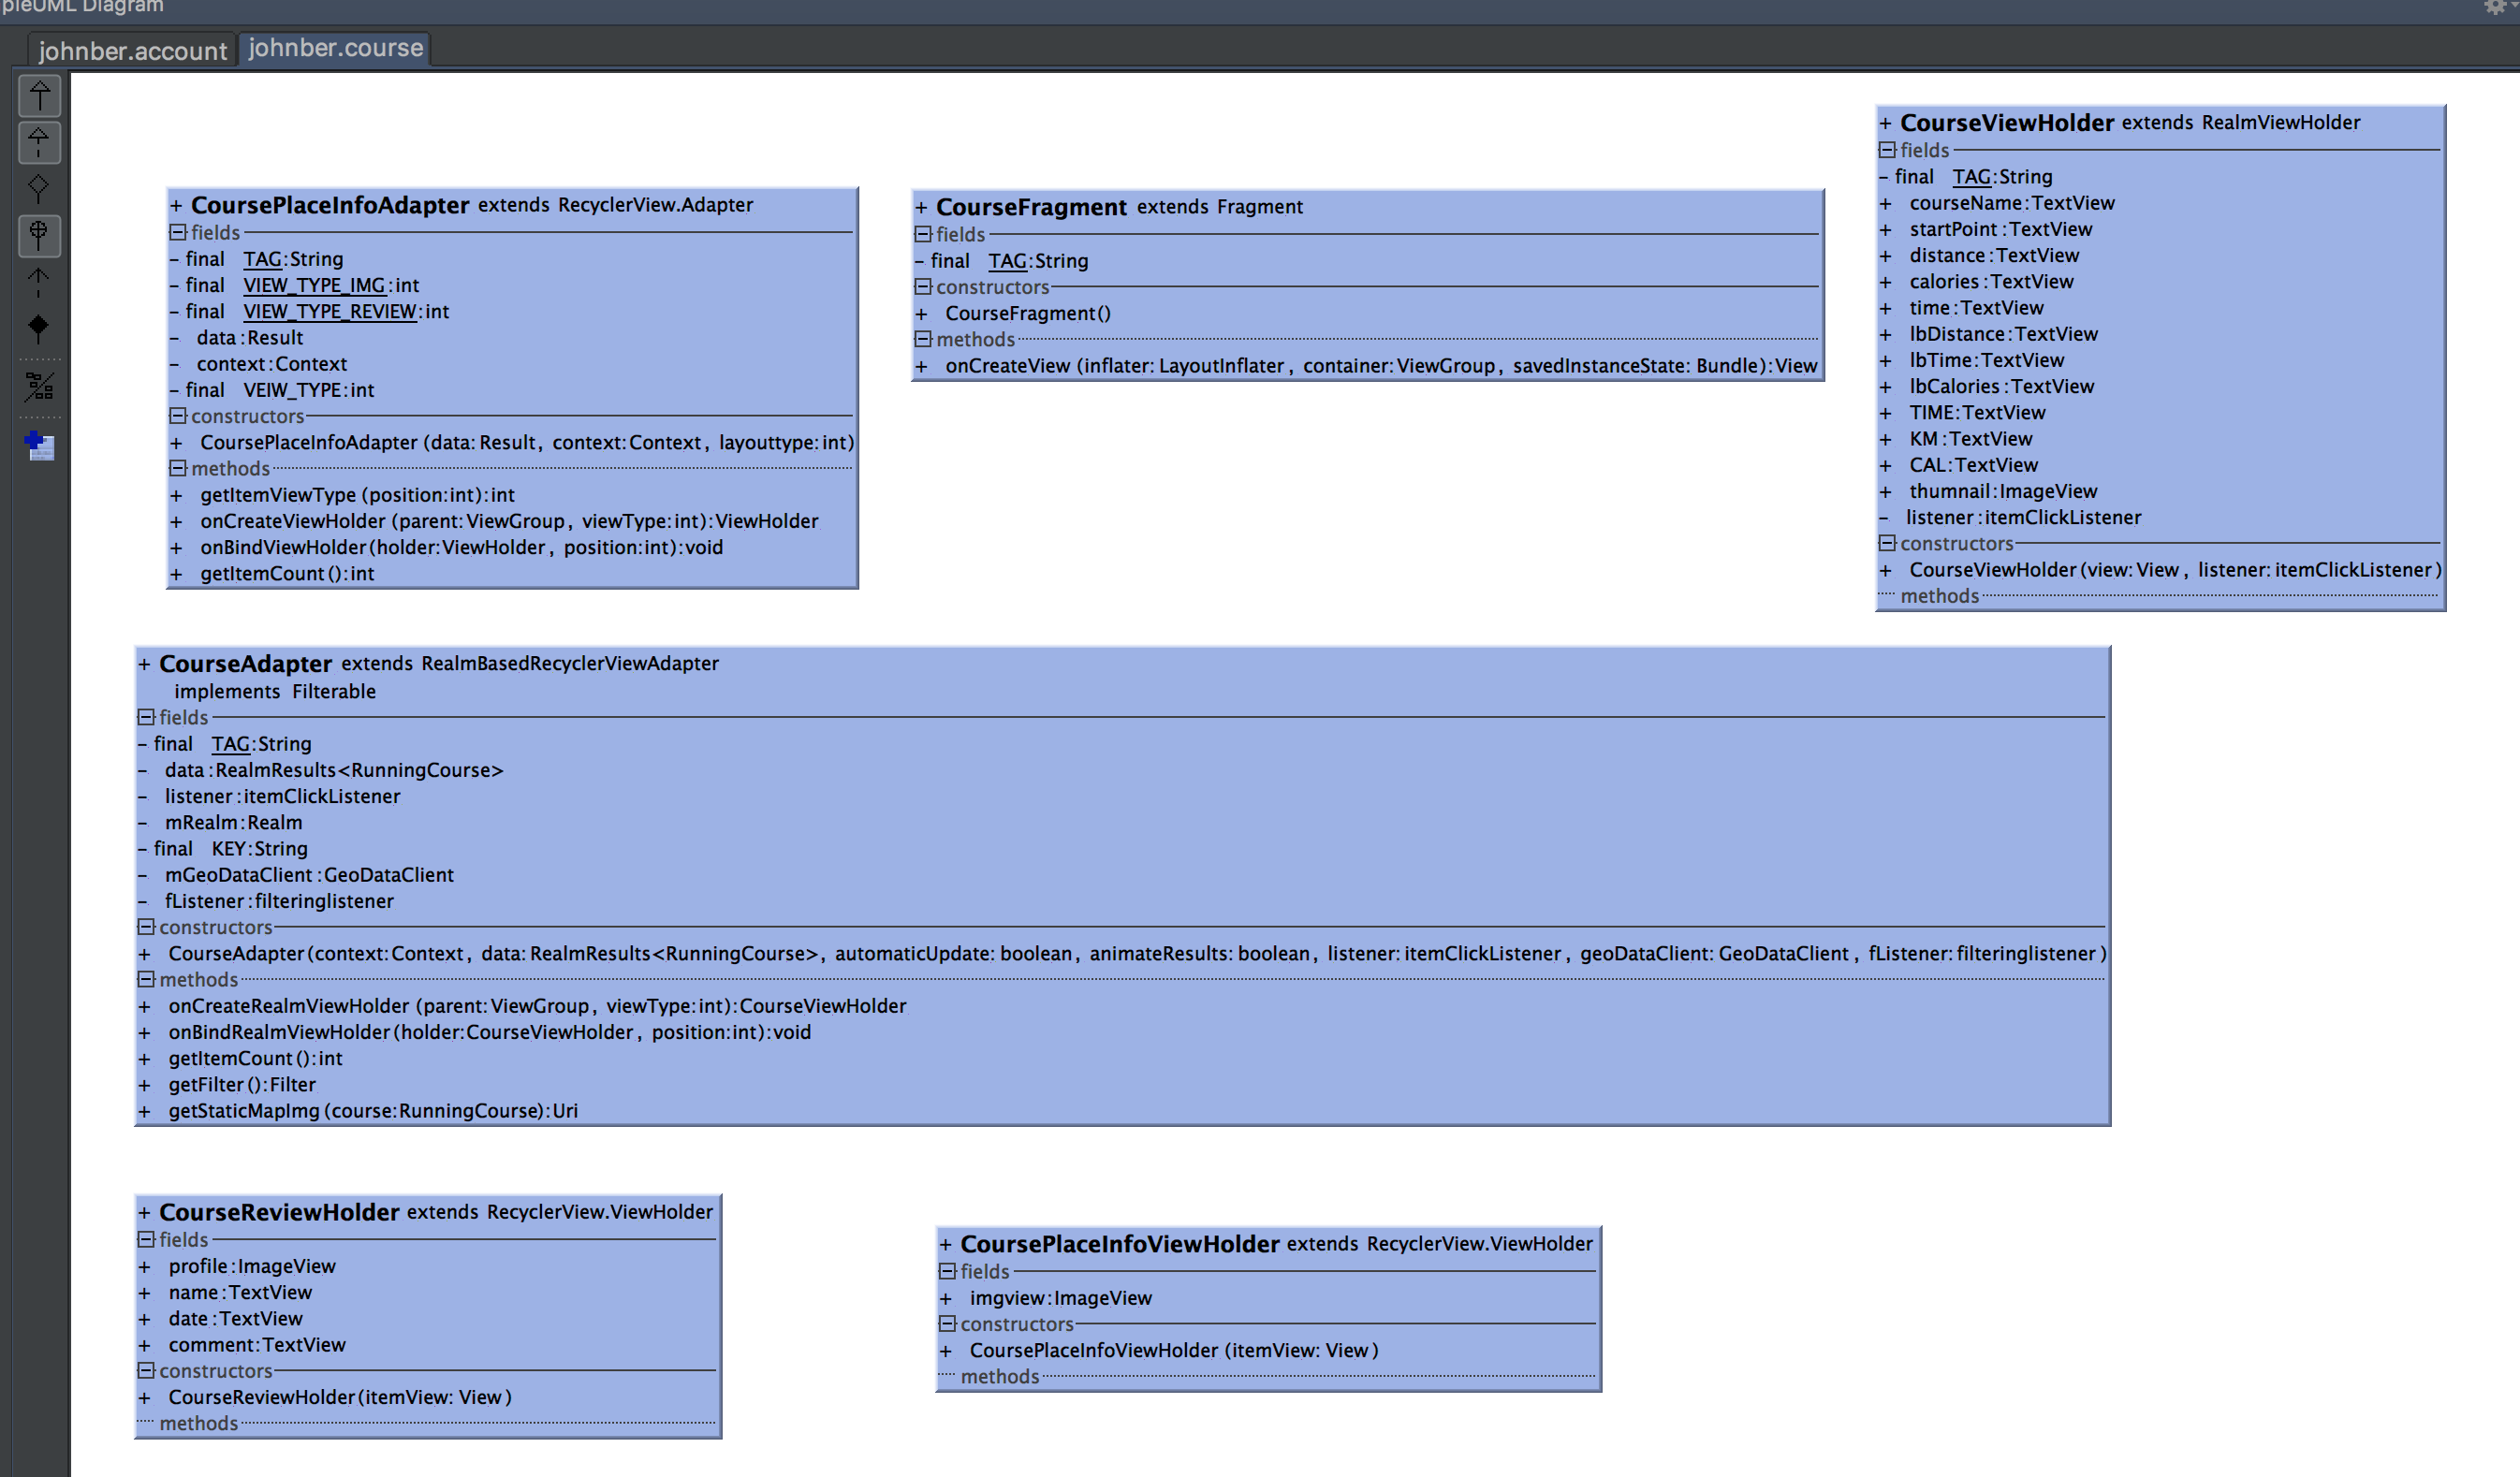 pleUML Diagram
johnber.account
johnber.course
+ CoursePlaceInfoAdapter extends RecyclerView.Adapter
fields
- final TAG:String
- final VIEW_TYPE_IMG:int
- final VIEW_TYPE_REVIEW:int
- data:Result
- context:Context
- final VEIW_TYPE:int
constructors
+ CoursePlaceInfoAdapter(data:Result, context:Context, layouttype:int)
methods
+ getItemViewType(position:int):int
+ onCreateViewHolder(parent:ViewGroup, viewType:int):ViewHolder
+ onBindViewHolder(holder:ViewHolder, position:int):void
+ getItemCount():int
+ CourseFragment extends Fragment
fields
- final TAG:String
constructors
+ CourseFragment()
methods
+ onCreateView(inflater:LayoutInflater, container:ViewGroup, savedInstanceState:Bundle):View
+ CourseViewHolder extends RealmViewHolder
fields
- final TAG:String
+ courseName:TextView
+ startPoint:TextView
+ distance:TextView
+ calories:TextView
+ time:TextView
+ lbDistance:TextView
+ lbTime:TextView
+ lbCalories:TextView
+ TIME:TextView
+ KM:TextView
+ CAL:TextView
+ thumnail:ImageView
- listener:itemClickListener
constructors
+ CourseViewHolder(view:View, listener:itemClickListener)
methods
+ CourseAdapter extends RealmBasedRecyclerViewAdapter
implements Filterable
fields
- final TAG:String
- data:RealmResults<RunningCourse>
- listener:itemClickListener
- mRealm:Realm
- final KEY:String
- mGeoDataClient:GeoDataClient
- fListener:filteringlistener
constructors
+ CourseAdapter(context:Context, data:RealmResults<RunningCourse>, automaticUpdate:boolean, animateResults:boolean, listener:itemClickListener, geoDataClient:GeoDataClient, fListener:filteringlistener)
methods
+ onCreateRealmViewHolder(parent:ViewGroup, viewType:int):CourseViewHolder
+ onBindRealmViewHolder(holder:CourseViewHolder, position:int):void
+ getItemCount():int
+ getFilter():Filter
+ getStaticMapImg(course:RunningCourse):Uri
+ CourseReviewHolder extends RecyclerView.ViewHolder
fields
+ profile:ImageView
+ name:TextView
+ date:TextView
+ comment:TextView
constructors
+ CourseReviewHolder(itemView:View)
methods
+ CoursePlaceInfoViewHolder extends RecyclerView.ViewHolder
fields
+ imgview:ImageView
constructors
+ CoursePlaceInfoViewHolder(itemView:View)
methods